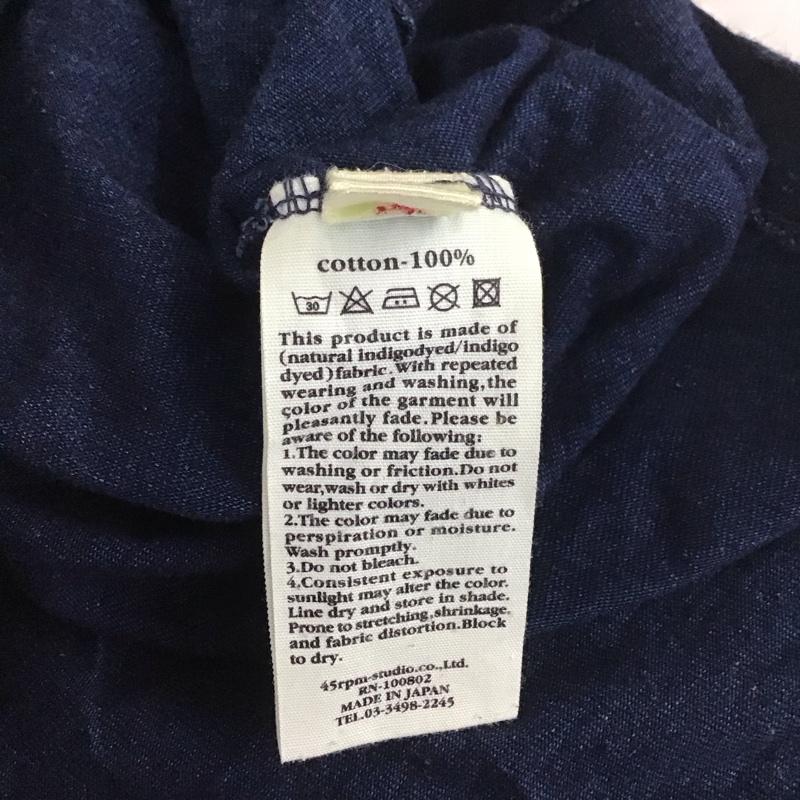 cotton-100%
30
This product is made of
(natural indigodyed/indigo
dyed)fabric.With repeated
wearing and washing,the
color of the garment will
pleasantly fade.Please be
aware of the following:
1.The color may fade due to
washing or friction.Do not
wear,wash or dry with whites
or lighter colors.
2.The color may fade due to
perspiration or moisture.
Wash promptly.
3.Do not bleach.
4.Consistent exposure to
sunlight may alter the color.
Line dry and store in shade.
Prone to stretching,shrinkage,
and fabric distortion.Block
to dry.
45rpm-studio.co.,Ltd.
RN-100802
MADE IN JAPAN
TEL.03-3498-2245